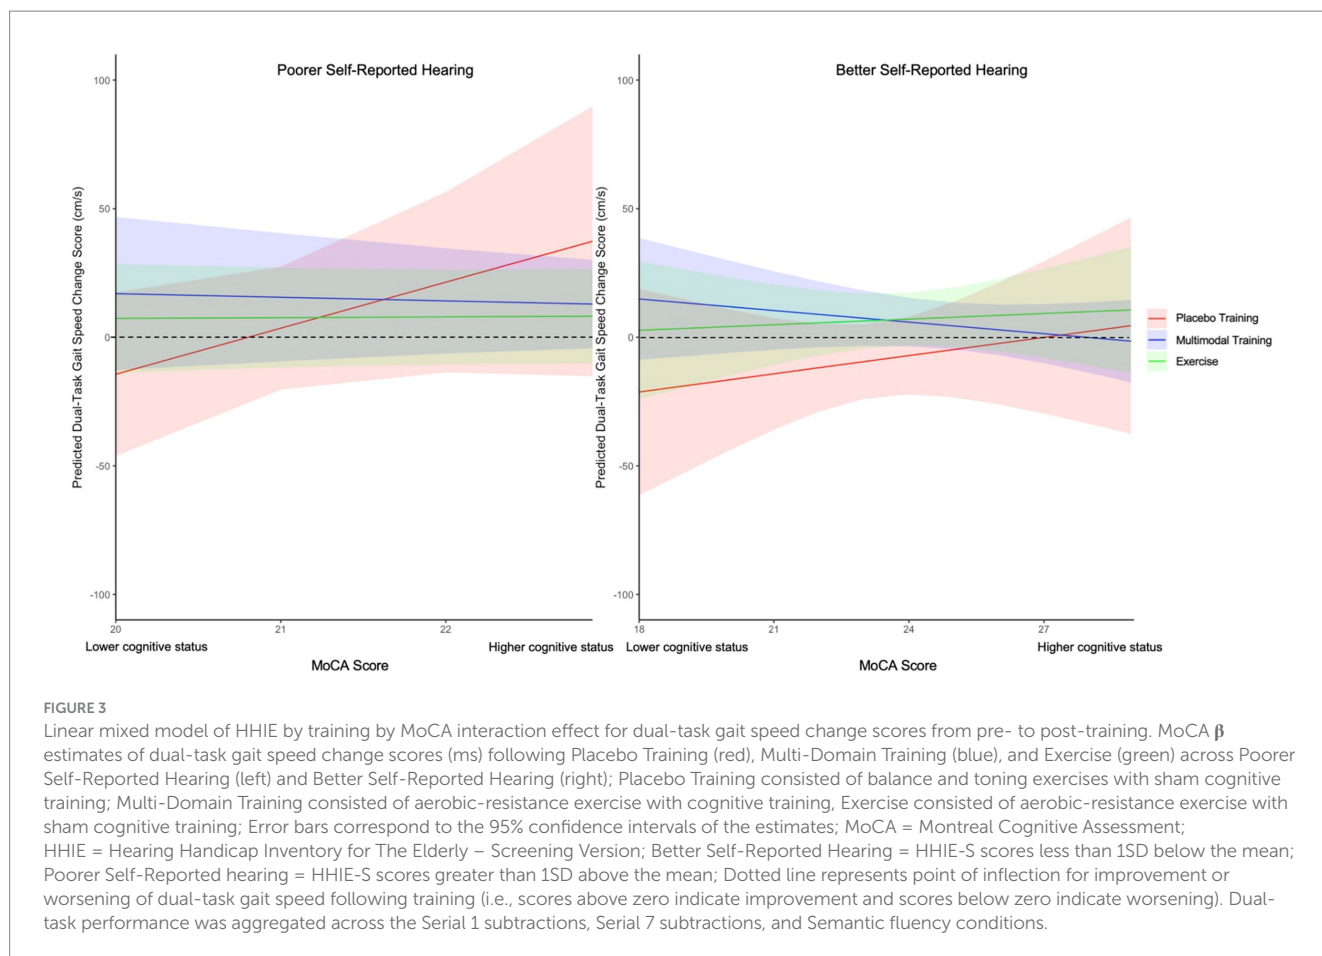 Poorer Self-Reported Hearing
Predicted Dual-Task Gait Speed Change Score (cm/s)
100
50
0
-50
-100
20
21
22
Lower cognitive status
Higher cognitive status
MoCA Score
Better Self-Reported Hearing
Predicted Dual-Task Gait Speed Change Score (cm/s)
100
50
0
-50
-100
18
21
24
27
Lower cognitive status
Higher cognitive status
MoCA Score
Placebo Training
Multimodal Training
Exercise
FIGURE 3
Linear mixed model of HHIE by training by MoCA interaction effect for dual-task gait speed change scores from pre- to post-training. MoCA β
estimates of dual-task gait speed change scores (ms) following Placebo Training (red), Multi-Domain Training (blue), and Exercise (green) across Poorer
Self-Reported Hearing (left) and Better Self-Reported Hearing (right); Placebo Training consisted of balance and toning exercises with sham cognitive
training; Multi-Domain Training consisted of aerobic-resistance exercise with cognitive training, Exercise consisted of aerobic-resistance exercise with
sham cognitive training; Error bars correspond to the 95% confidence intervals of the estimates; MoCA = Montreal Cognitive Assessment;
HHIE = Hearing Handicap Inventory for The Elderly – Screening Version; Better Self-Reported Hearing = HHIE-S scores less than 1SD below the mean;
Poorer Self-Reported hearing = HHIE-S scores greater than 1SD above the mean; Dotted line represents point of inflection for improvement or
worsening of dual-task gait speed following training (i.e., scores above zero indicate improvement and scores below zero indicate worsening). Dual-
task performance was aggregated across the Serial 1 subtractions, Serial 7 subtractions, and Semantic fluency conditions.